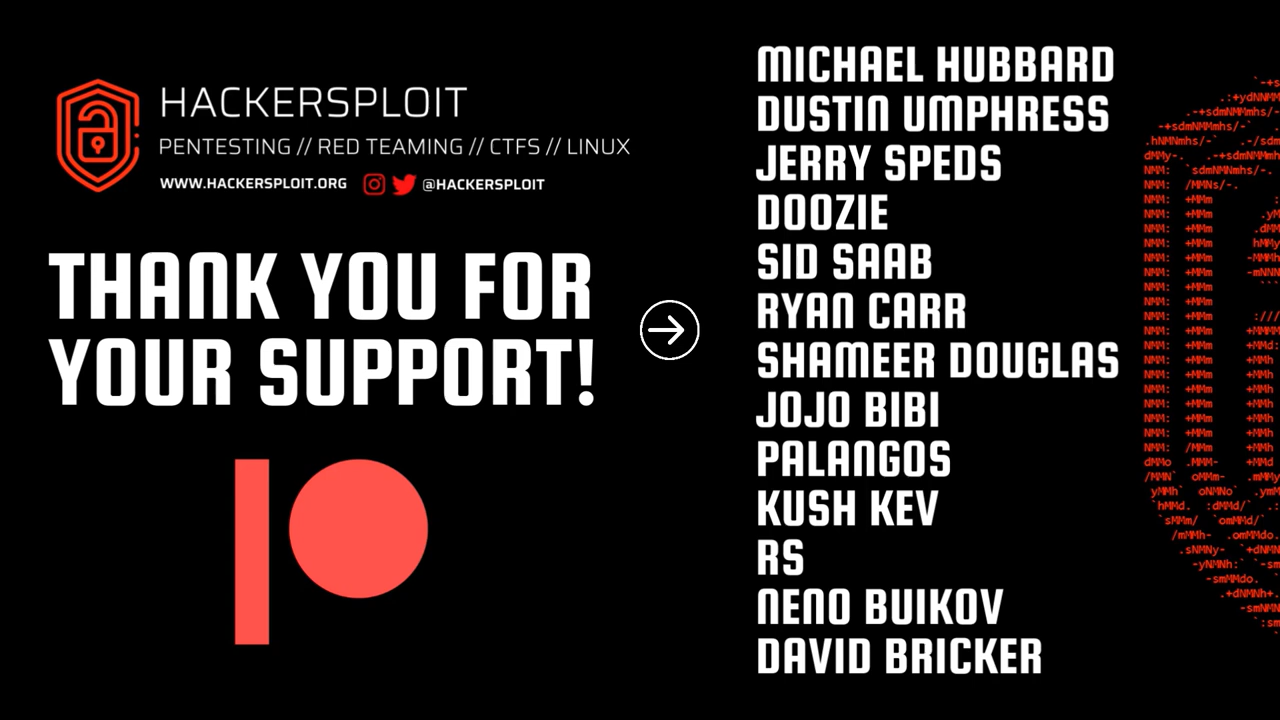 HACKERSPLOIT
PENTESTING // RED TEAMING // CTFS // LINUX
WWW.HACKERSPLOIT.ORG @HACKERSPLOIT
THANK YOU FOR
YOUR SUPPORT!
MICHAEL HUBBARD
DUSTIN UMPHRESS
JERRY SPEDS
DOOZIE
SID SAAB
RYAN CARR
SHAMEER DOUGLAS
JOJO BIBI
PALANGOS
KUSH KEV
RS
NENO BUIKOV
DAVID BRICKER